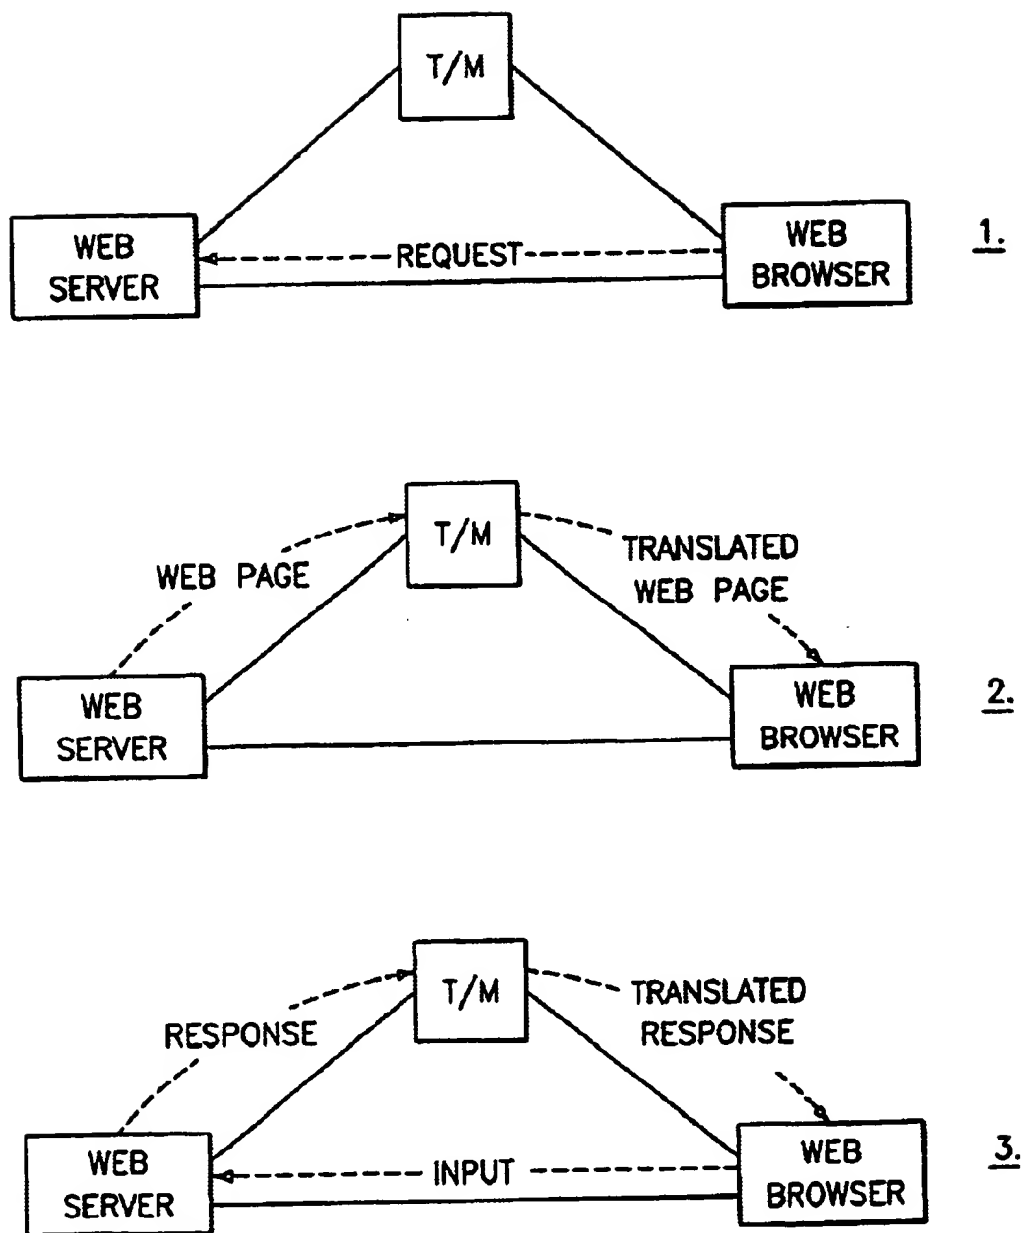 T/M
WEB
SERVER
REQUEST
WEB
BROWSER
1.
T/M
WEB PAGE
TRANSLATED
WEB PAGE
WEB
SERVER
WEB
BROWSER
2.
T/M
RESPONSE
TRANSLATED
RESPONSE
WEB
SERVER
INPUT
WEB
BROWSER
3.